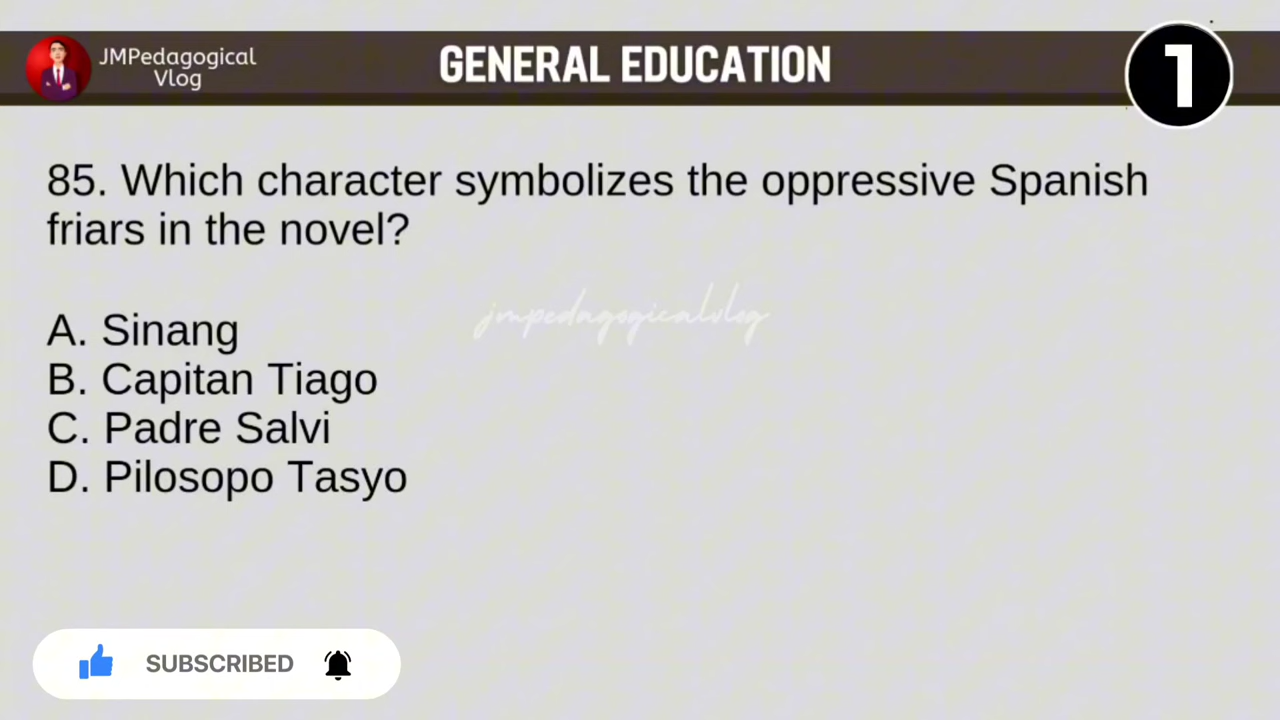 JMPedagogical
Vlog
GENERAL EDUCATION
1
85. Which character symbolizes the oppressive Spanish
friars in the novel?
jmpedagogicalvlog
A. Sinang
B. Capitan Tiago
C. Padre Salvi
D. Pilosopo Tasyo
SUBSCRIBED